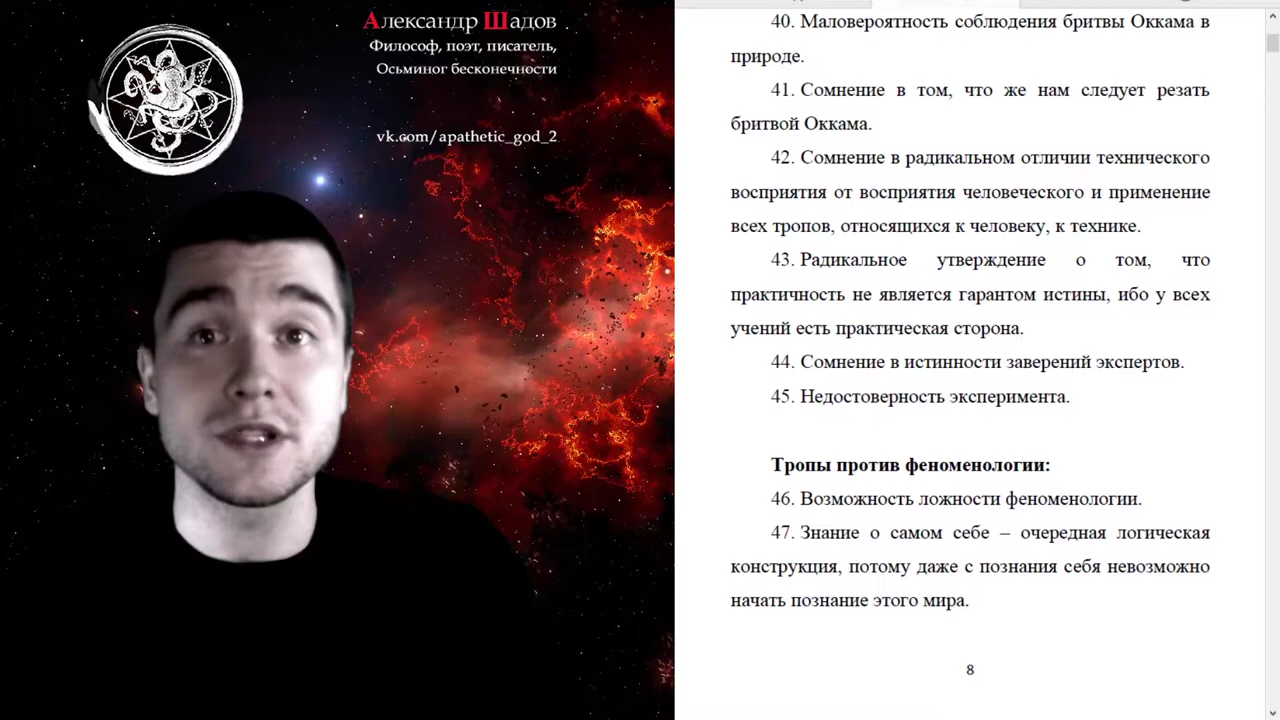 Александр Шадов
Философ, поэт, писатель,
Осьминог бесконечности
vk.com/apathetic_god_2
40. Маловероятность соблюдения бритвы Оккама в
природе.
41. Сомнение в том, что же нам следует резать
бритвой Оккама.
42. Сомнение в радикальном отличии технического
восприятия от восприятия человеческого и применение
всех тропов, относящихся к человеку, к технике.
43. Радикальное утверждение о том, что
практичность не является гарантом истины, ибо у всех
учений есть практическая сторона.
44. Сомнение в истинности заверений экспертов.
45. Недостоверность эксперимента.
Тропы против феноменологии:
46. Возможность ложности феноменологии.
47. Знание о самом себе – очередная логическая
конструкция, потому даже с познания себя невозможно
начать познание этого мира.
8